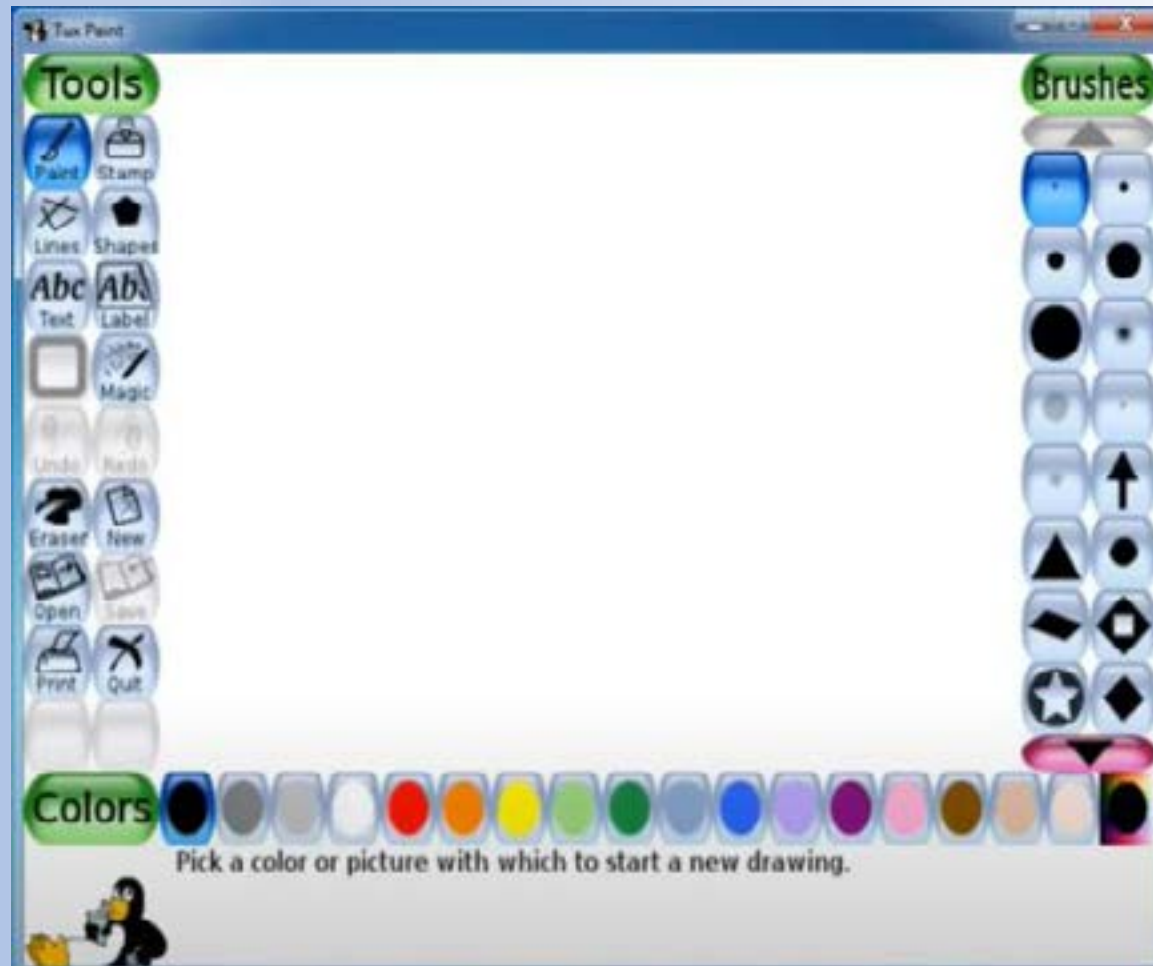 Tux Paint
Tools
Brushes
Paint Stamp
Lines Shapes
Abc Abc
Text Label
Magic
Undo Redo
Eraser New
Open Save
Print Quit
Colors
Pick a color or picture with which to start a new drawing.